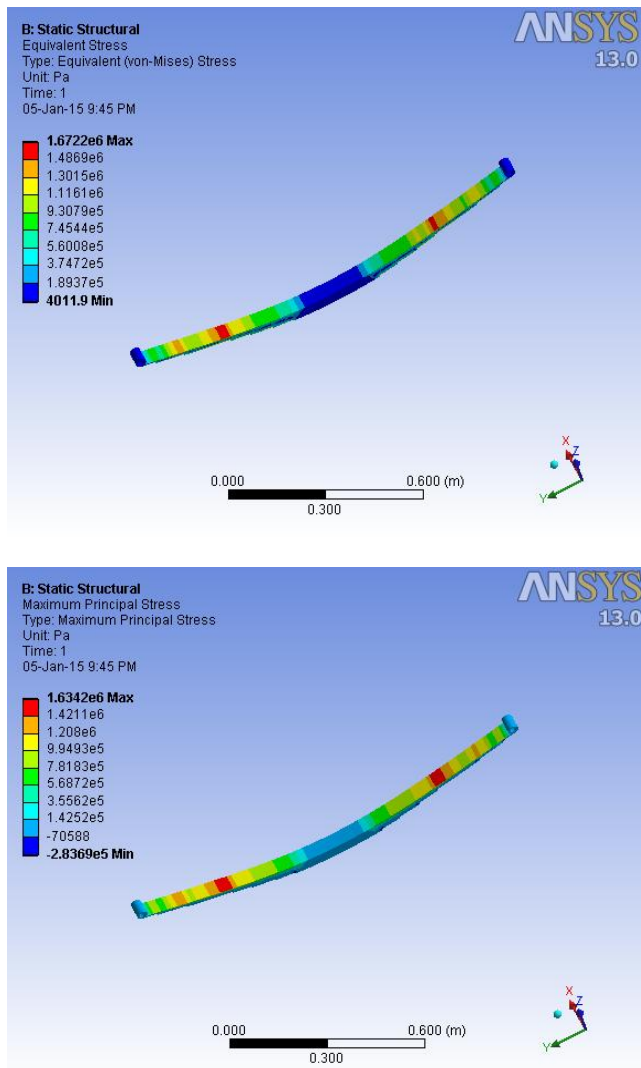 B: Static Structural
Equivalent Stress
Type: Equivalent (von-Mises) Stress
Unit: Pa
Time: 1
05-Jan-15 9:45 PM
ANSYS
13.0
1.6722e6 Max
1.4869e6
1.3015e6
1.1161e6
9.3079e5
7.4544e5
5.6008e5
3.7472e5
1.8937e5
4011.9 Min
0.000 0.600 (m)
0.300
X
Z
Y
B: Static Structural
Maximum Principal Stress
Type: Maximum Principal Stress
Unit: Pa
Time: 1
05-Jan-15 9:45 PM
ANSYS
13.0
1.6342e6 Max
1.4211e6
1.208e6
9.9493e5
7.8183e5
5.6872e5
3.5562e5
1.4252e5
-70588
-2.8369e5 Min
0.000 0.600 (m)
0.300
X
Z
Y